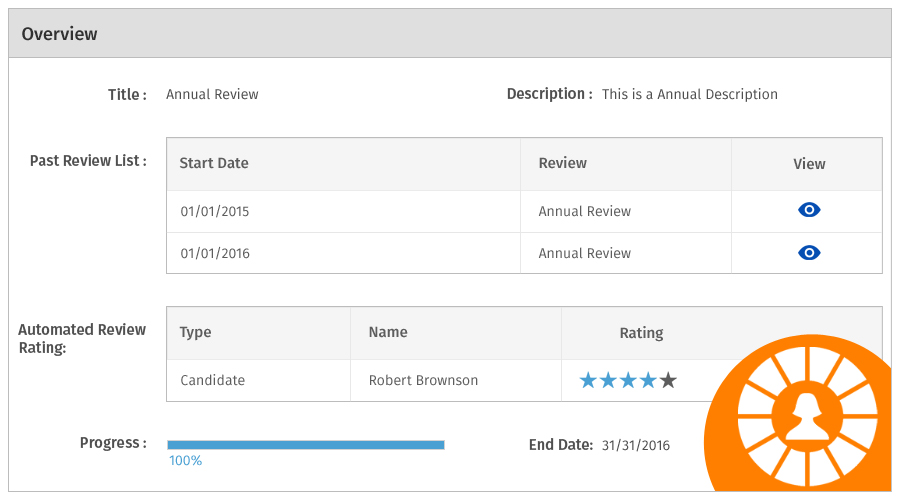 Overview
Title : Annual Review Description : This is a Annual Description
Past Review List :
Start Date Review View
01/01/2015 Annual Review
01/01/2016 Annual Review
Automated Review
Rating:
Type Name Rating
Candidate Robert Brownson
Progress : End Date: 31/31/2016
100%